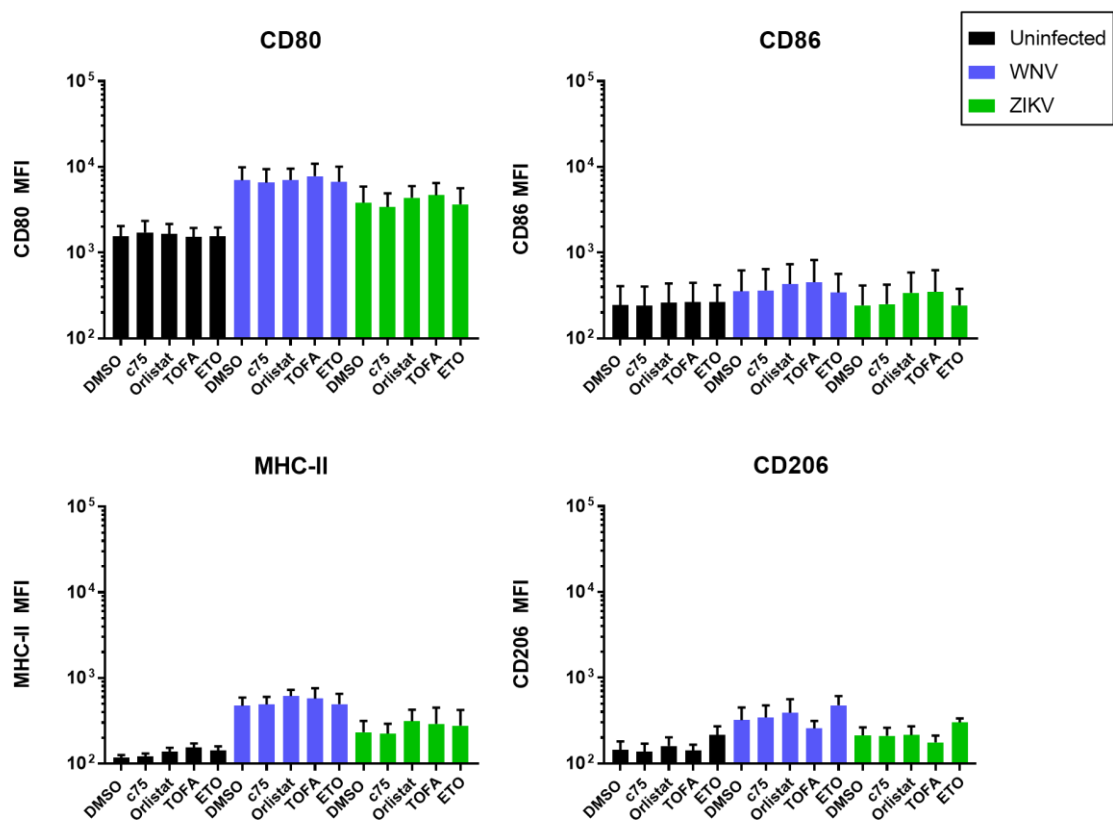 CD80
CD86
Uninfected
WNV
ZIKV
CD80 MFI
10^5
10^4
10^3
10^2
DMSO c75 Orlistat TOFA ETO DMSO c75 Orlistat TOFA ETO DMSO c75 Orlistat TOFA ETO
CD86 MFI
10^5
10^4
10^3
10^2
DMSO c75 Orlistat TOFA ETO DMSO c75 Orlistat TOFA ETO DMSO c75 Orlistat TOFA ETO
MHC-II
CD206
MHC-II MFI
10^5
10^4
10^3
10^2
DMSO c75 Orlistat TOFA ETO DMSO c75 Orlistat TOFA ETO DMSO c75 Orlistat TOFA ETO
CD206 MFI
10^5
10^4
10^3
10^2
DMSO c75 Orlistat TOFA ETO DMSO c75 Orlistat TOFA ETO DMSO c75 Orlistat TOFA ETO